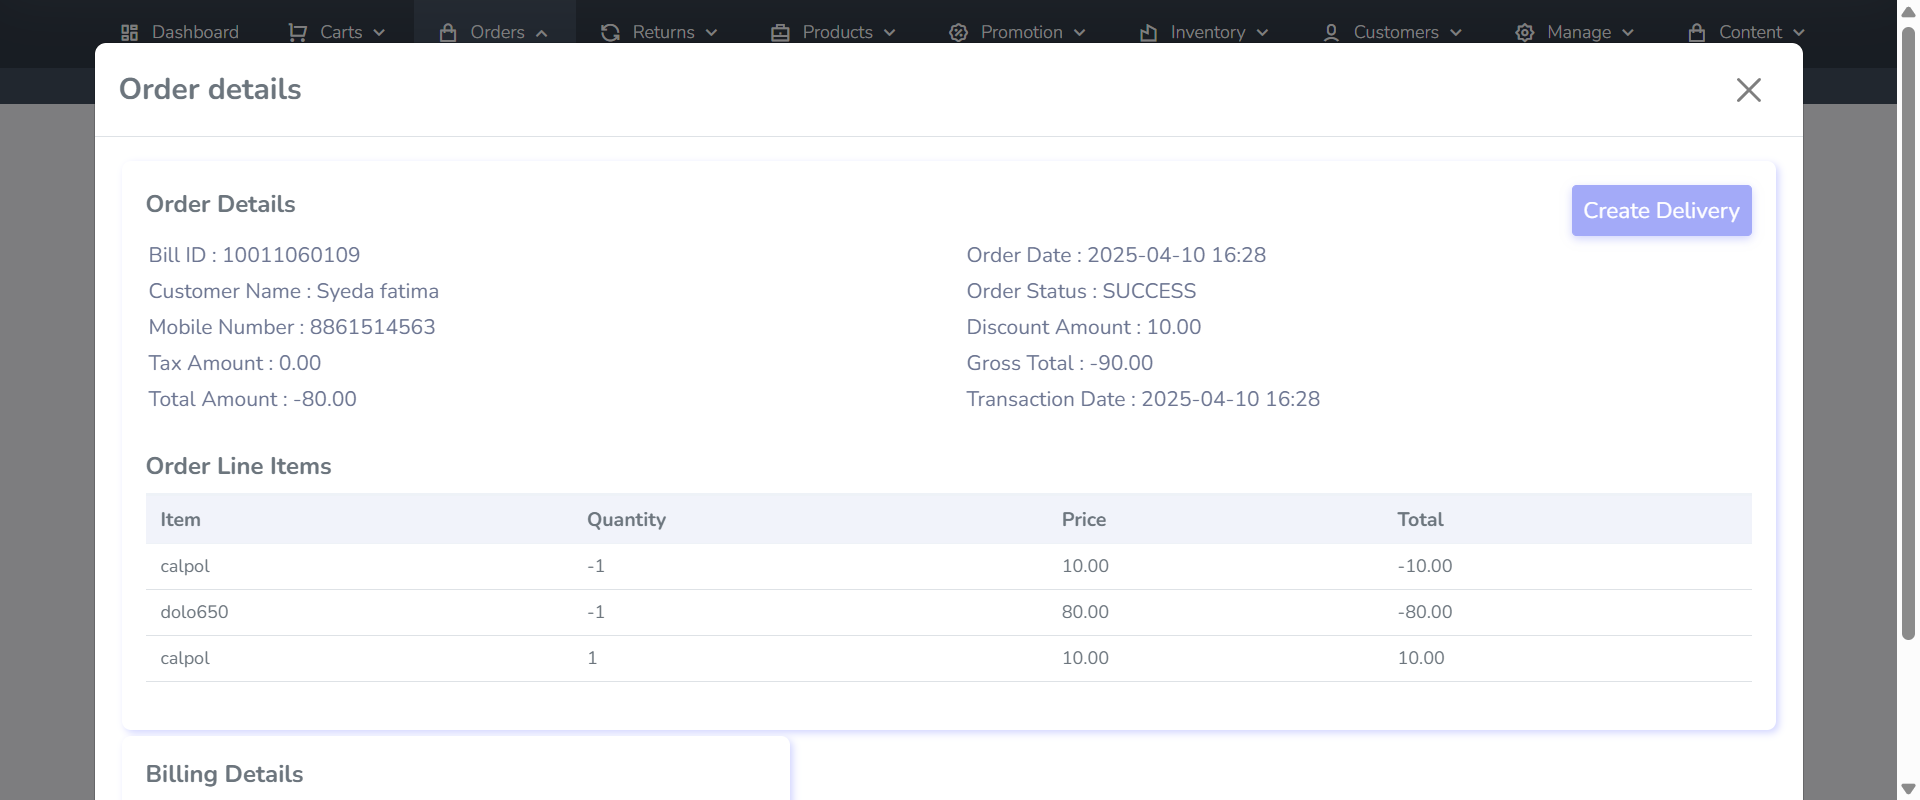 Dashboard Carts Orders Returns Products Promotion Inventory Customers Manage Content
Order details
Order Details
Create Delivery
Bill ID : 10011060109
Order Date : 2025-04-10 16:28
Customer Name : Syeda fatima
Order Status : SUCCESS
Mobile Number : 8861514563
Discount Amount : 10.00
Tax Amount : 0.00
Gross Total : -90.00
Total Amount : -80.00
Transaction Date : 2025-04-10 16:28
Order Line Items
Item Quantity Price Total
calpol -1 10.00 -10.00
dolo650 -1 80.00 -80.00
calpol 1 10.00 10.00
Billing Details